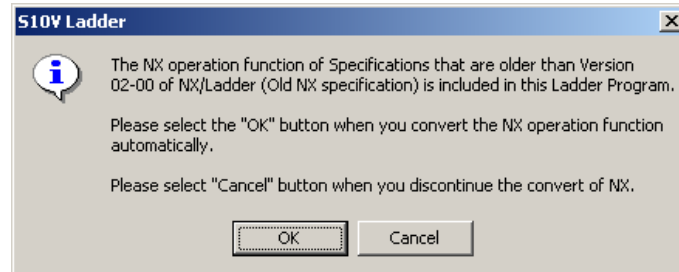 S10V Ladder
The NX operation function of Specifications that are older than Version
02-00 of NX/Ladder (Old NX specification) is included in this Ladder Program.
Please select the "OK" button when you convert the NX operation function
automatically.
Please select "Cancel" button when you discontinue the convert of NX.
OK
Cancel